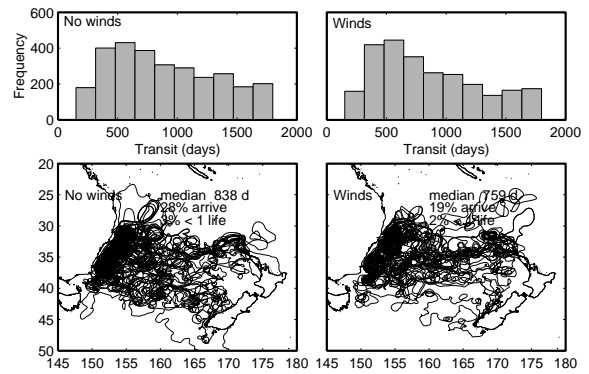 600
400
200
0
Frequency
No winds
0 500 1000 1500 2000
Transit (days)
Winds
0 500 1000 1500 2000
Transit (days)
20
25
30
35
40
45
50
No winds
median 838 d
28% arrive
< 1 life
145 150 155 160 165 170 175 180
Winds
median 759 d
19% arrive
2% life
145 150 155 160 165 170 175 180